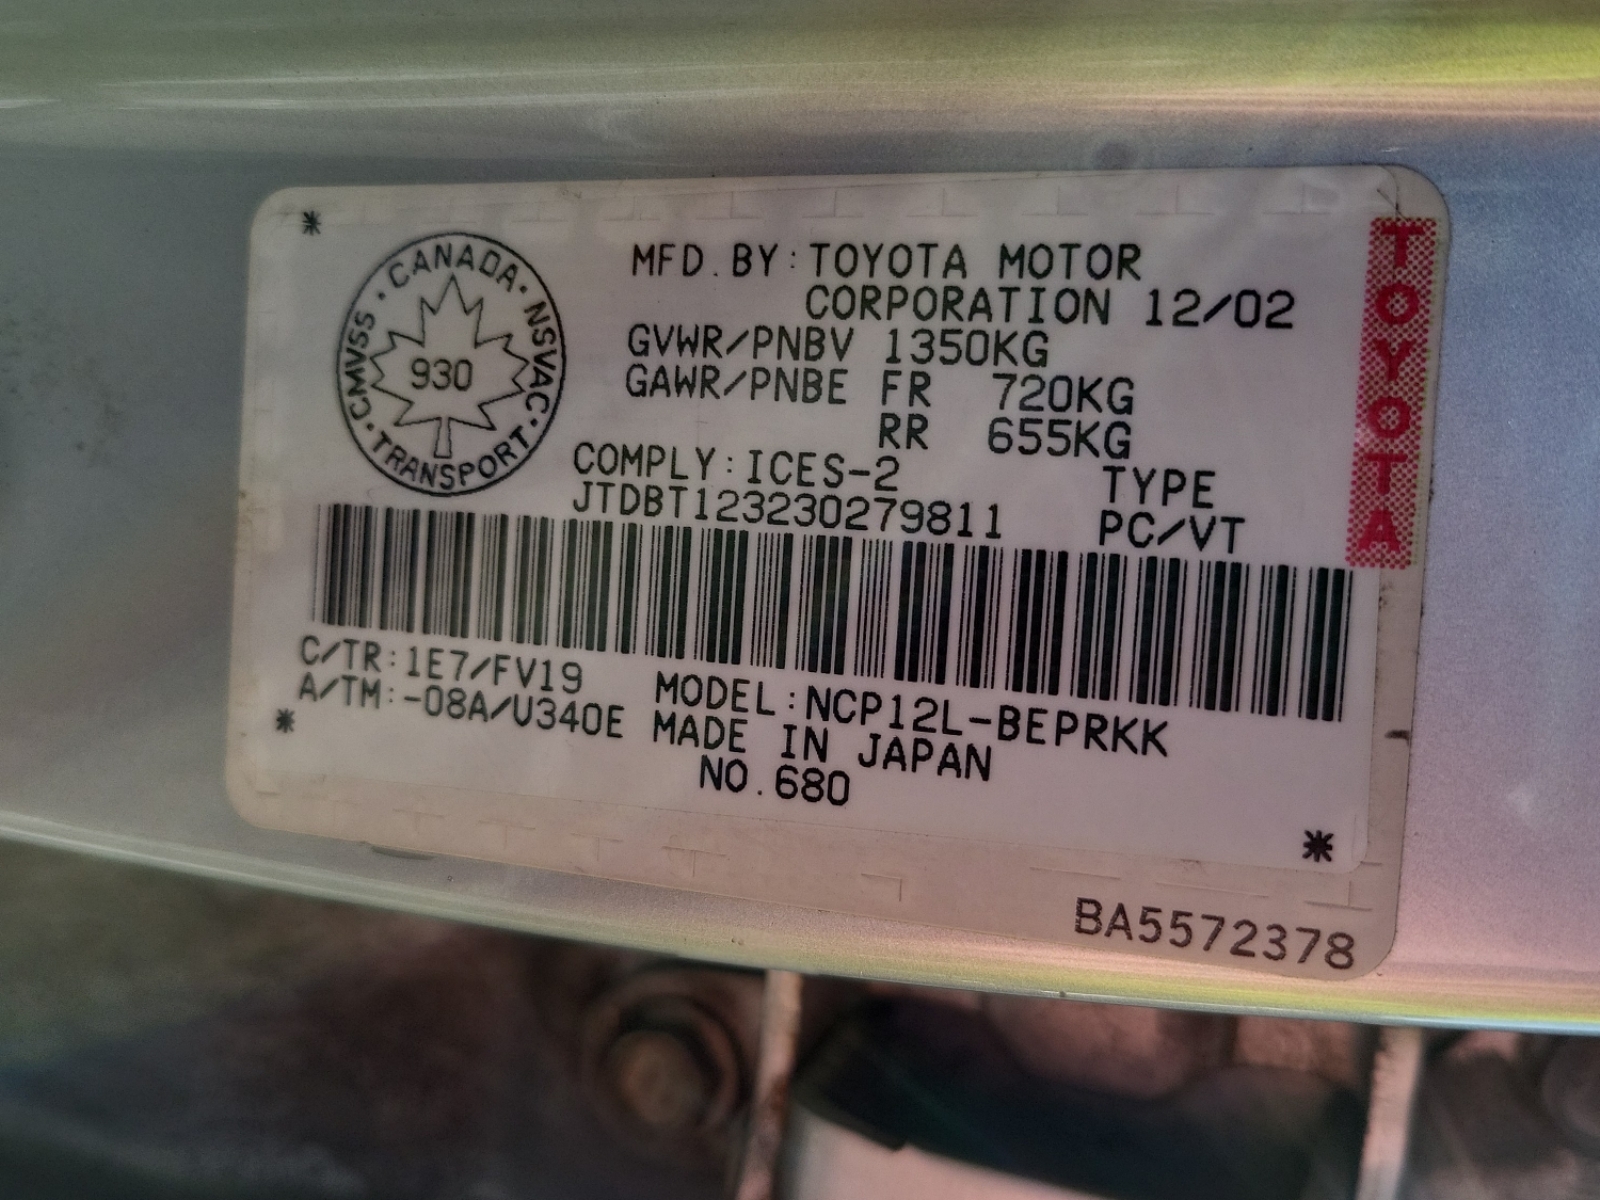 CMVSS · CANADA · NSVAC · TRANSPORT ·
930
MFD. BY: TOYOTA MOTOR
CORPORATION 12/02
GVWR/PNBV 1350KG
GAWR/PNBE FR 720KG
RR 655KG
COMPLY: ICES-2
TYPE
JTDBT123230279811
PC/VT
C/TR: 1E7/FV19
A/TM: -08A/U340E
MODEL: NCP12L-BEPRKK
MADE IN JAPAN
NO. 680
TOYOTA
BA5572378